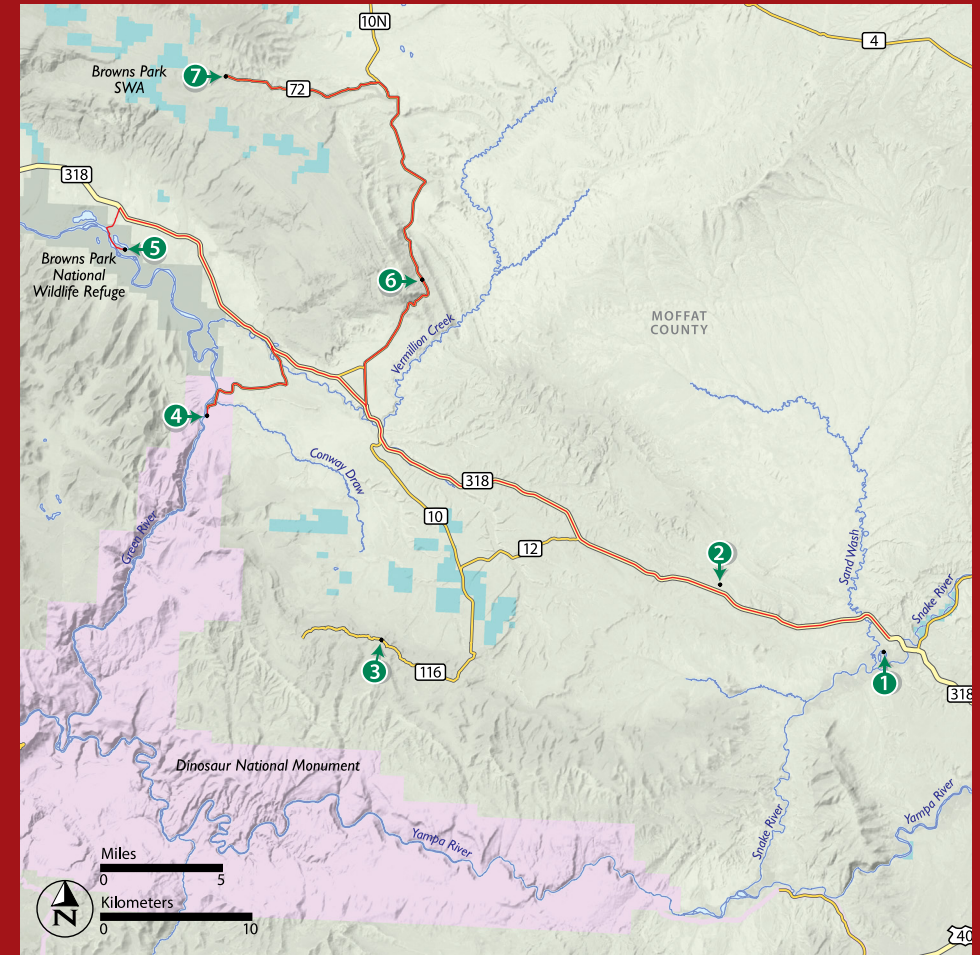 10N
4
Browns Park
SWA
7
72
318
5
Browns Park
National
Wildlife Refuge
6
MOFFAT
COUNTY
Vermillion Creek
4
Conway Draw
318
10
12
2
Green River
Sand Wash
Snake River
3
116
1
318
Dinosaur National Monument
Yampa River
Snake River
Yampa River
Miles
0 5
Kilometers
0 10
N
40